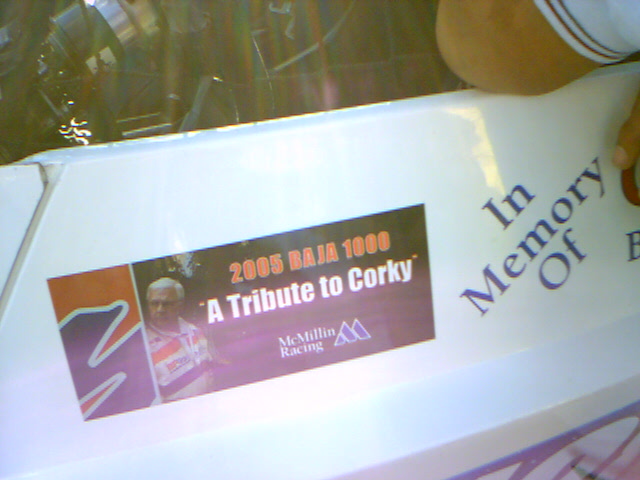 2005 BAJA 1000
"A Tribute to Corky"
McMillin
Racing
In
Memory
Of
B